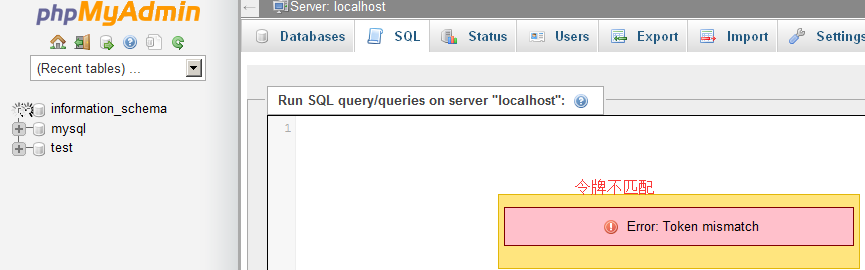 phpMyAdmin
Server: localhost
Databases
SQL
Status
Users
Export
Import
Settings
(Recent tables) ...
information_schema
mysql
test
Run SQL query/queries on server "localhost":
1
令牌不匹配
Error: Token mismatch